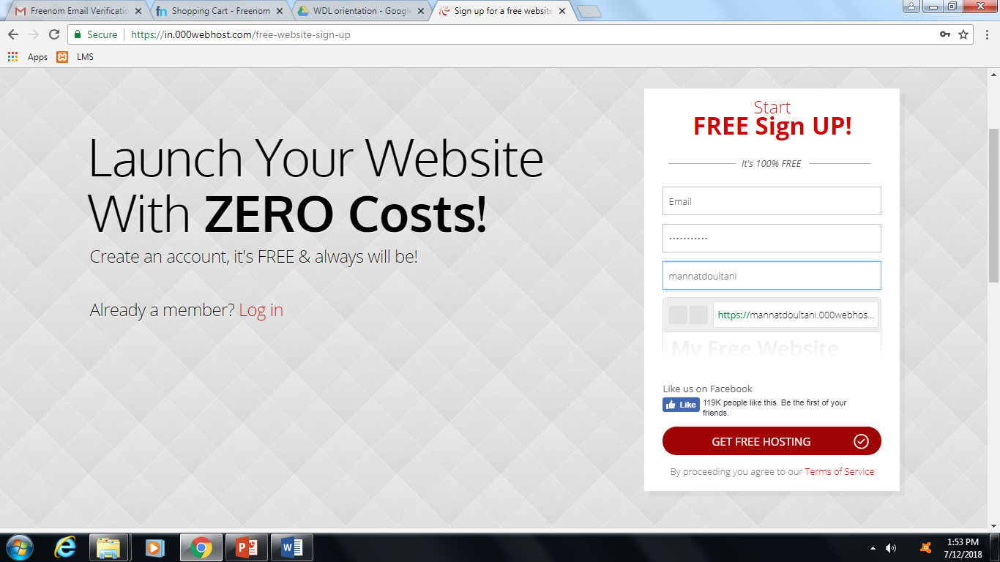 Freenom Email Verificatio
Shopping Cart - Freenom
WDL orientation - Google
Sign up for a free website
Secure
https://in.000webhost.com/free-website-sign-up
Apps
LMS
Launch Your Website
With ZERO Costs!
Create an account, it's FREE & always will be!
Already a member? Log in
Start
FREE Sign UP!
It's 100% FREE
Email
•••••••••••
mannatdoultani
https://mannatdoultani.000webhos...
My Free Website
Like us on Facebook
Like
119K people like this. Be the first of your
friends.
GET FREE HOSTING
By proceeding you agree to our Terms of Service
1:53 PM
7/12/2018